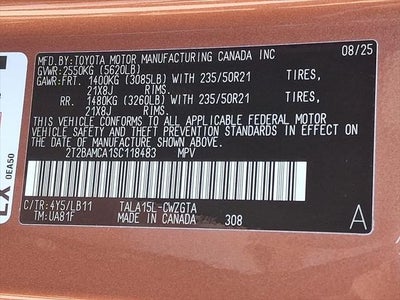 MFD.BY:TOYOTA MOTOR MANUFACTURING CANADA INC 08/25
GVWR:2550KG (5620LB)
GAWR: FRT. 1400KG (3085LB) WITH 235/50R21 TIRES,
21X8J RIMS.
RR. 1480KG (3260LB) WITH 235/50R21 TIRES,
21X8J RIMS.
THIS VEHICLE CONFORMS TO ALL APPLICABLE FEDERAL MOTOR
VEHICLE SAFETY AND THEFT PREVENTION STANDARDS IN EFFECT ON
THE DATE OF MANUFACTURE SHOWN ABOVE.
2T2BAMCA1SC118483 MPV
C/TR:4Y5/LB11 TALA15L-CWZGTA
TM:UA81F MADE IN CANADA 308 A
EX
0EA50